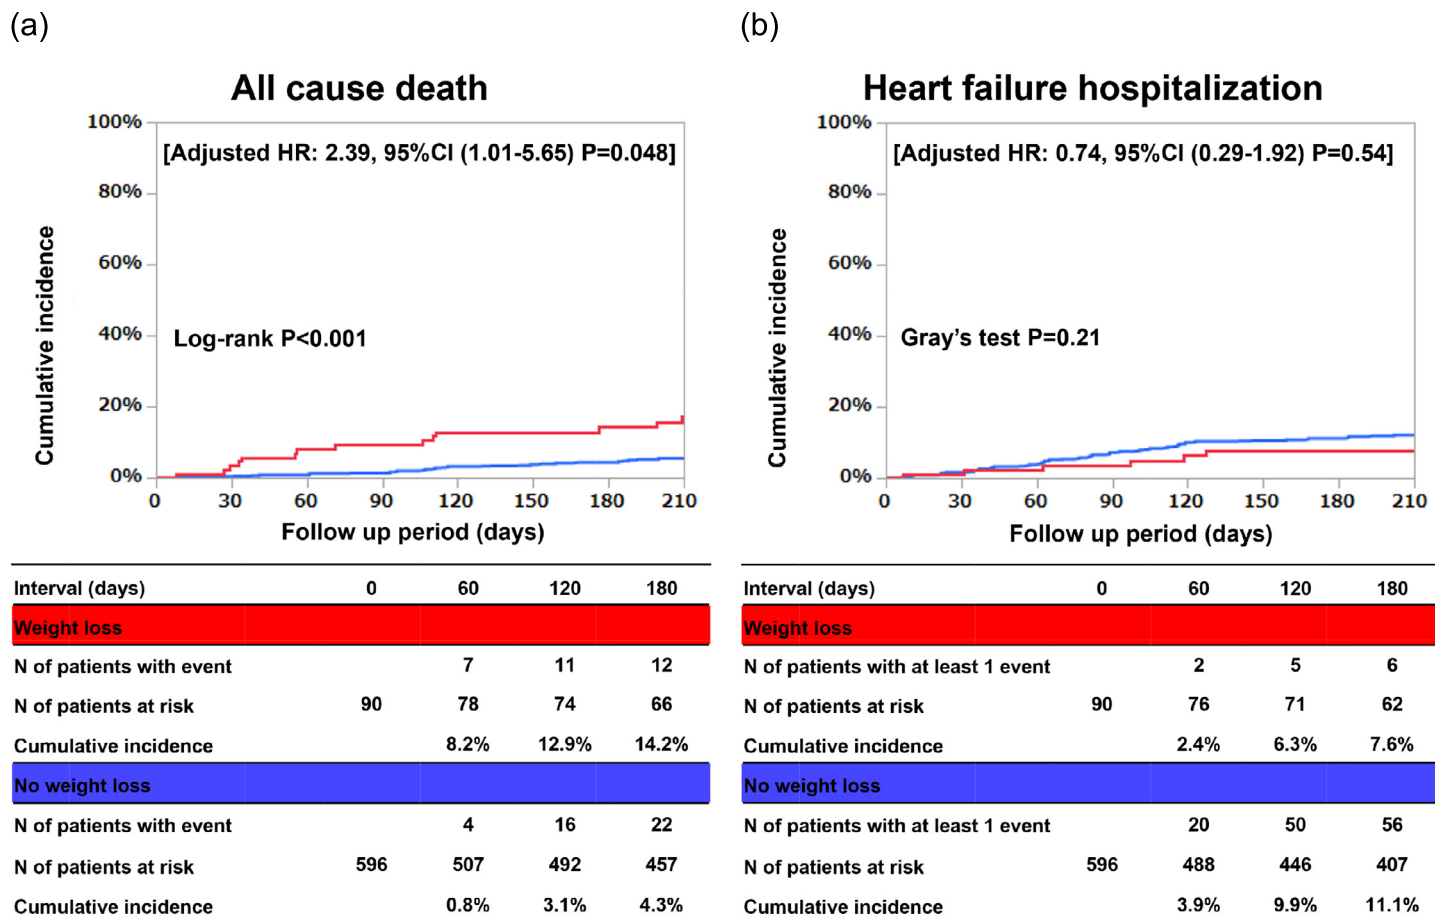 (a)
All cause death
100%
80%
60%
40%
20%
0%
Cumulative incidence
[Adjusted HR: 2.39, 95%CI (1.01-5.65) P=0.048]
Log-rank P<0.001
0 30 60 90 120 150 180 210
Follow up period (days)
Interval (days) 0 60 120 180
Weight loss
N of patients with event 7 11 12
N of patients at risk 90 78 74 66
Cumulative incidence 8.2% 12.9% 14.2%
No weight loss
N of patients with event 4 16 22
N of patients at risk 596 507 492 457
Cumulative incidence 0.8% 3.1% 4.3%
(b)
Heart failure hospitalization
100%
80%
60%
40%
20%
0%
Cumulative incidence
[Adjusted HR: 0.74, 95%CI (0.29-1.92) P=0.54]
Gray's test P=0.21
0 30 60 90 120 150 180 210
Follow up period (days)
Interval (days) 0 60 120 180
Weight loss
N of patients with at least 1 event 2 5 6
N of patients at risk 90 76 71 62
Cumulative incidence 2.4% 6.3% 7.6%
No weight loss
N of patients with at least 1 event 20 50 56
N of patients at risk 596 488 446 407
Cumulative incidence 3.9% 9.9% 11.1%